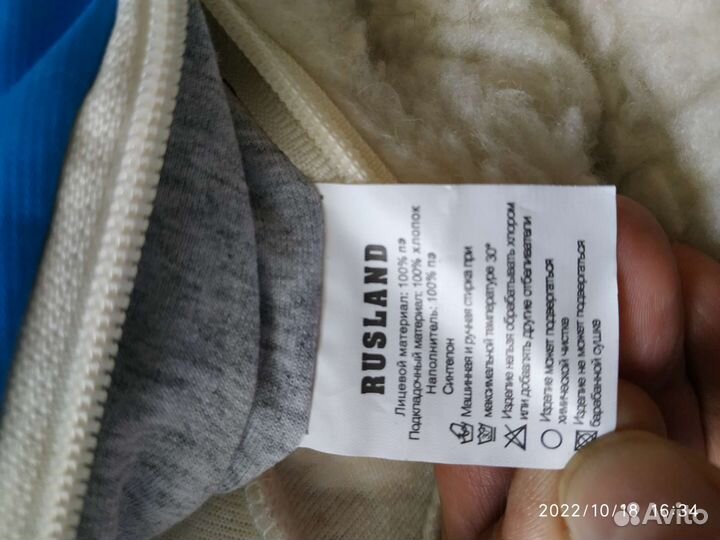 RUSLAND
Лицевой материал: 100% пэ
Подкладочный материал: 100% хлопок
Наполнитель: 100% пэ
Синтепон
Машинная и ручная стирка при
максимальной температуре 30°
Изделие нельзя обрабатывать хлором
или добавлять другие отбеливатели
Изделие может подвергаться
химической чистке
Изделие не может подвергаться
барабанной сушке
2022/10/18 16:34
Avito